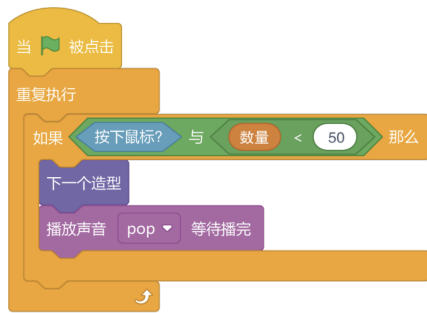 当 被点击
重复执行
如果 按下鼠标? 与 数量 < 50 那么
下一个造型
播放声音 pop 等待播完